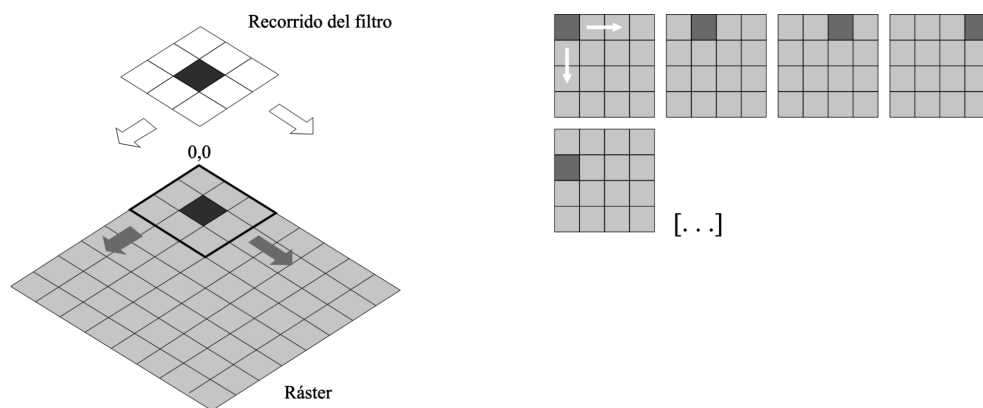 Recorrido del filtro
0,0
[. . .]
Ráster